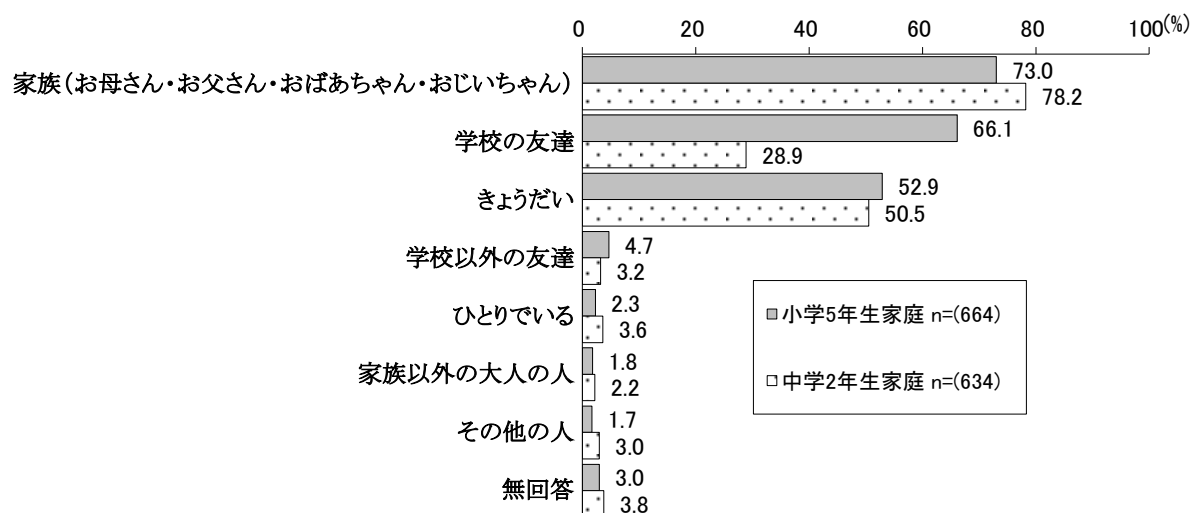 0 20 40 60 80 100(%)
家族(お母さん・お父さん・おばあちゃん・おじいちゃん) 73.0
78.2
学校の友達 66.1
28.9
きょうだい 52.9
50.5
学校以外の友達 4.7
3.2
ひとりでいる 2.3
3.6
家族以外の大人の人 1.8
2.2
その他の人 1.7
3.0
無回答 3.0
3.8
小学5年生家庭 n=(664)
中学2年生家庭 n=(634)